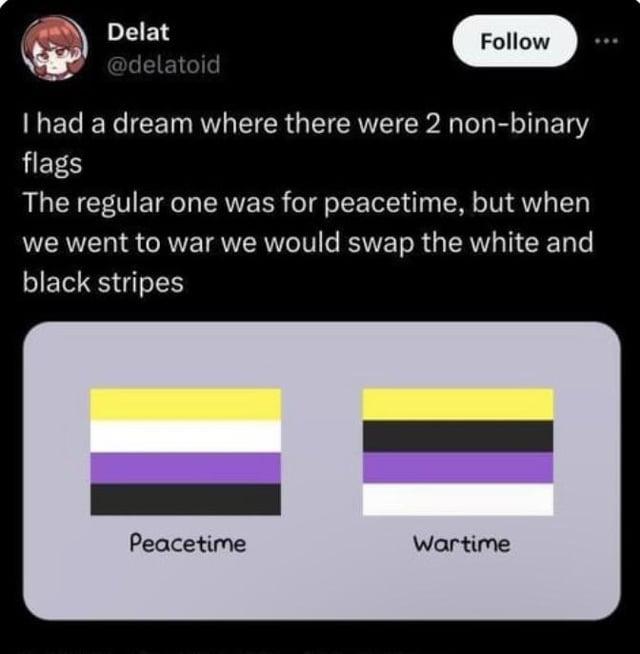 Delat
@delatoid
Follow
I had a dream where there were 2 non-binary
flags
The regular one was for peacetime, but when
we went to war we would swap the white and
black stripes
Peacetime
Wartime